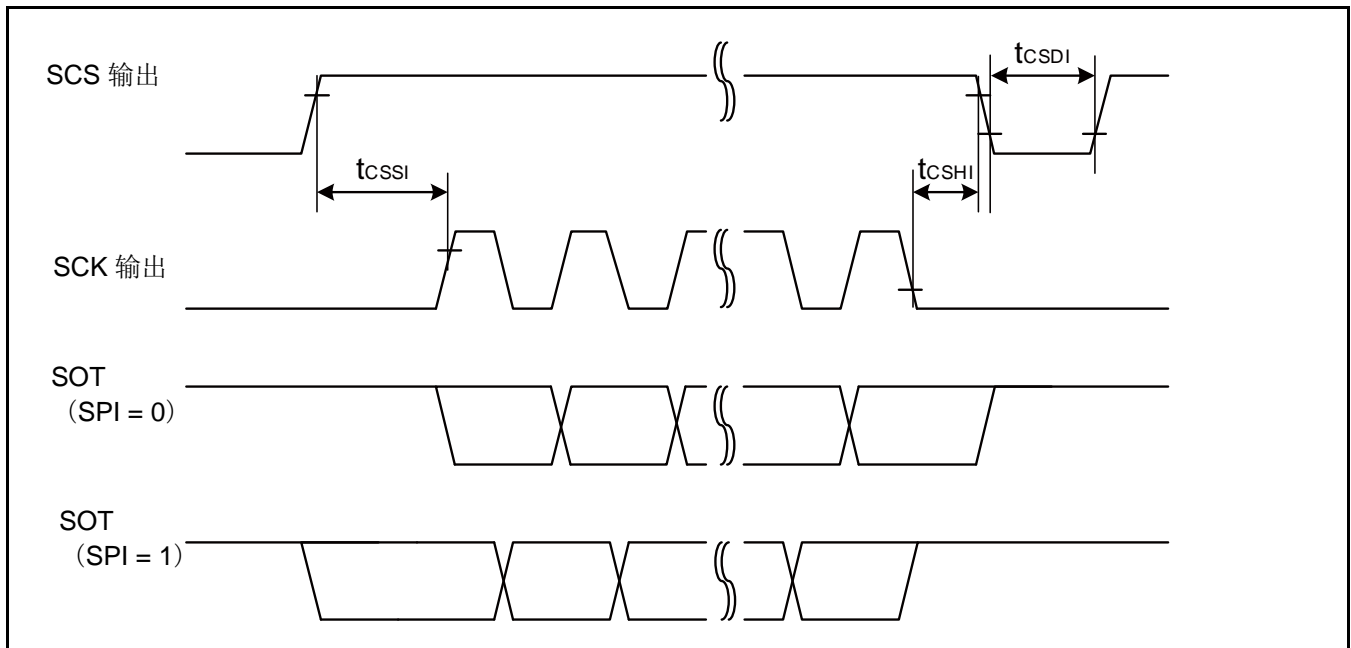 SCS 输出
tCSDI
tCSSI
tCSHI
SCK 输出
SOT
（SPI = 0）
SOT
（SPI = 1）